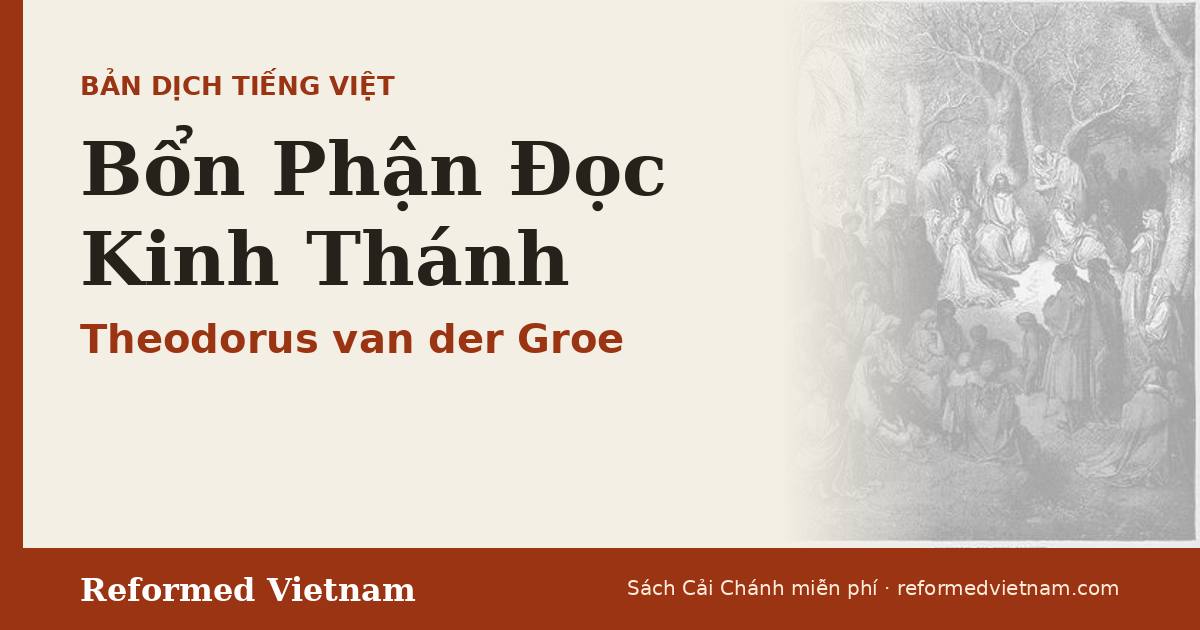 BẢN DỊCH TIẾNG VIỆT
Bổn Phận Đọc
Kinh Thánh
Theodorus van der Groe
Reformed Vietnam
Sách Cải Chánh miễn phí · reformedvietnam.com